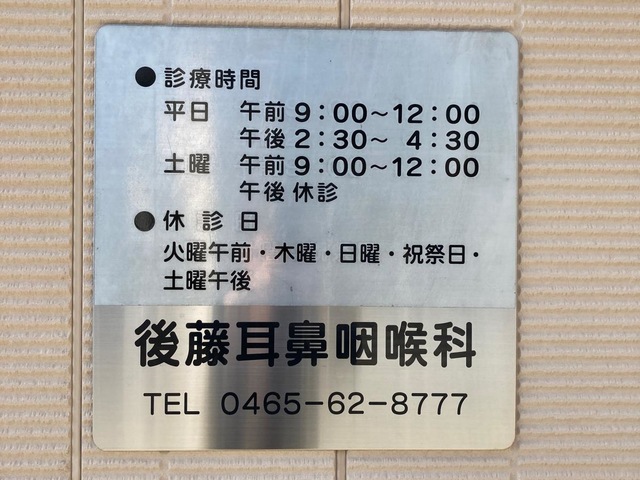 ●診療時間
平日 午前 9：00～12：00
午後 2：30～ 4：30
土曜 午前 9：00～12：00
午後 休診
●休診日
火曜午前・木曜・日曜・祝祭日・
土曜午後
後藤耳鼻咽喉科
TEL 0465-62-8777